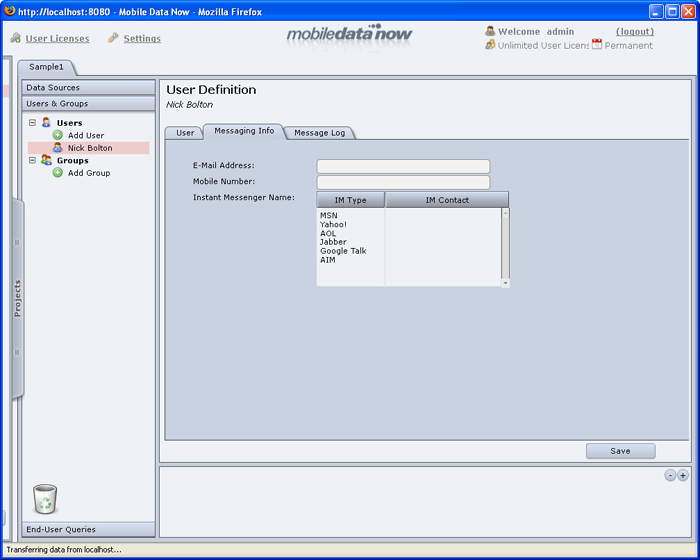 http://localhost:8080 - Mobile Data Now - Mozilla Firefox
User Licenses
Settings
mobiledata now
Welcome admin
(logout)
Unlimited User Licens
Permanent
Sample1
Data Sources
Users & Groups
Users
Add User
Nick Bolton
Groups
Add Group
Projects
End-User Queries
User Definition
Nick Bolton
User
Messaging Info
Message Log
E-Mail Address:
Mobile Number:
Instant Messenger Name:
IM Type
IM Contact
MSN
Yahoo!
AOL
Jabber
Google Talk
AIM
Save
Transferring data from localhost...